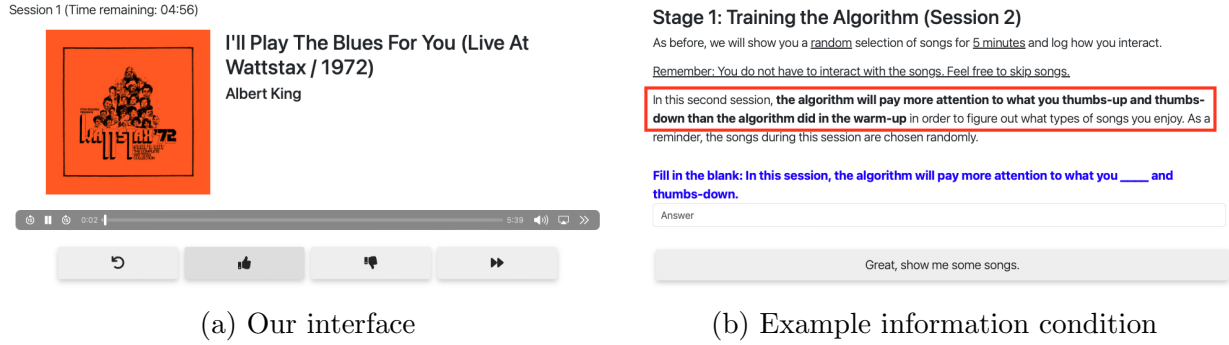 Session 1 (Time remaining: 04:56)
I'll Play The Blues For You (Live At
Wattstax / 1972)
Albert King
WATTSTAX '72
0:02
5:39
(a) Our interface
Stage 1: Training the Algorithm (Session 2)
As before, we will show you a random selection of songs for 5 minutes and log how you interact.
Remember: You do not have to interact with the songs. Feel free to skip songs.
In this second session, the algorithm will pay more attention to what you thumbs-up and thumbs-
down than the algorithm did in the warm-up in order to figure out what types of songs you enjoy. As a
reminder, the songs during this session are chosen randomly.
Fill in the blank: In this session, the algorithm will pay more attention to what you _____ and
thumbs-down.
Answer
Great, show me some songs.
(b) Example information condition